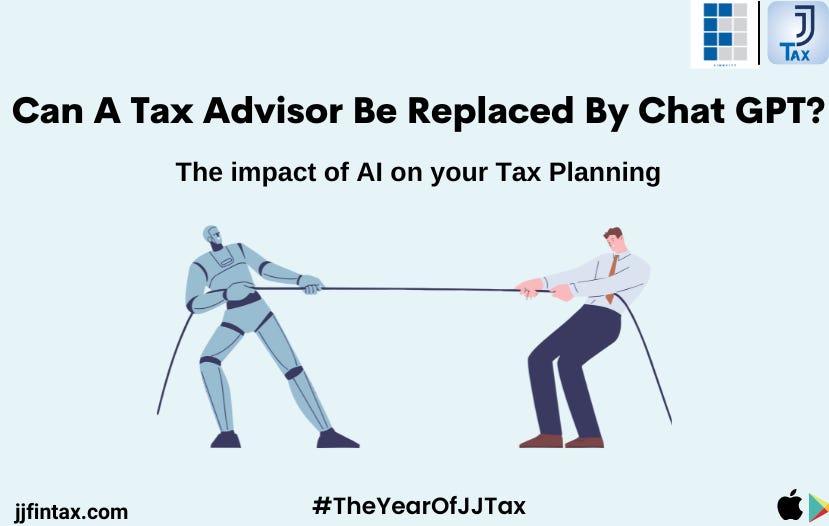 J
TAX
Can A Tax Advisor Be Replaced By Chat GPT?
The impact of AI on your Tax Planning
jjfintax.com
#TheYearOfJJTax